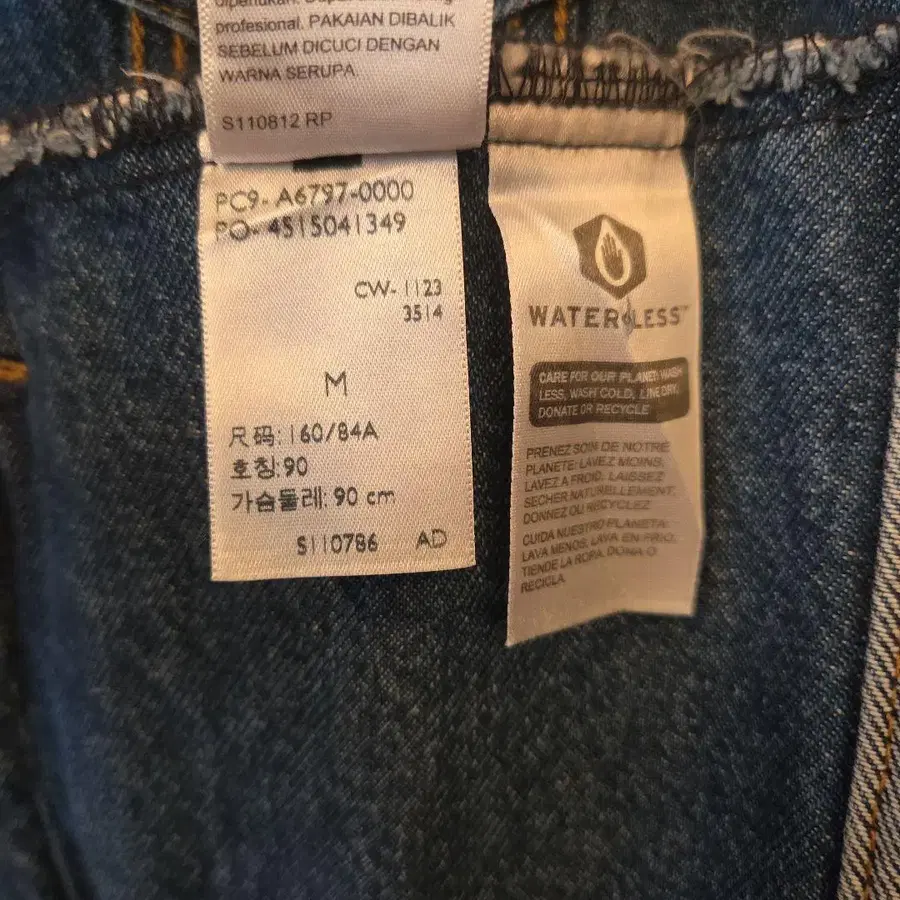 profesional. PAKAIAN DIBALIK
SEBELUM DICUCI DENGAN
WARNA SERUPA.
S110812 RP
PC9- A6797-0000
PO- 4515041349
CW-1123
3514
M
尺码: 160/84A
호칭: 90
가슴둘레: 90 cm
S110786 AD
WATER<LESS™
CARE FOR OUR PLANET: WASH
LESS, WASH COLD, LINE DRY,
DONATE OR RECYCLE
PRENEZ SOIN DE NOTRE
PLANETE: LAVEZ MOINS,
LAVEZ A FROID, LAISSEZ
SECHER NATURELLEMENT,
DONNEZ OU RECYCLEZ
CUIDA NUESTRO PLANETA:
LAVA MENOS, LAVA EN FRIO,
TIENDE LA ROPA, DONA O
RECICLA